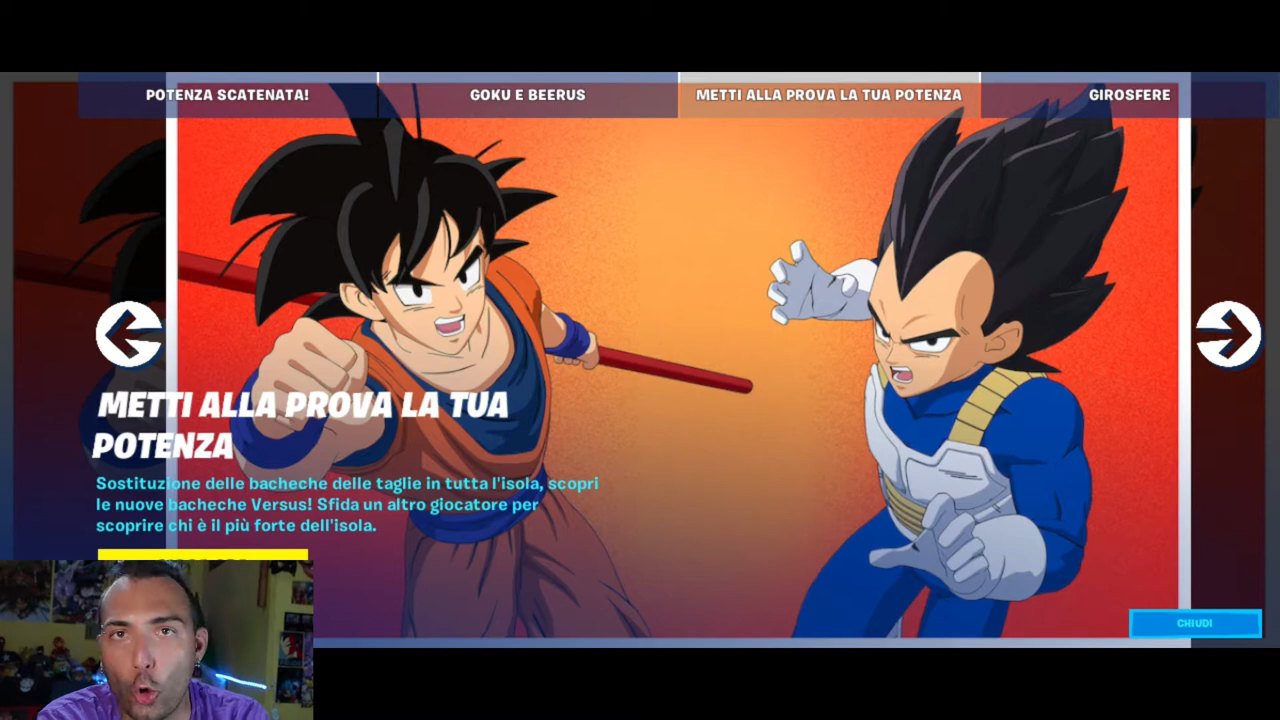 POTENZA SCATENATA!
GOKU E BEERUS
METTI ALLA PROVA LA TUA POTENZA
GIROSFERE
METTI ALLA PROVA LA TUA
POTENZA
Sostituzione delle bacheche delle taglie in tutta l'isola, scopri
le nuove bacheche Versus! Sfida un altro giocatore per
scoprire chi è il più forte dell'isola.
CHIUDI